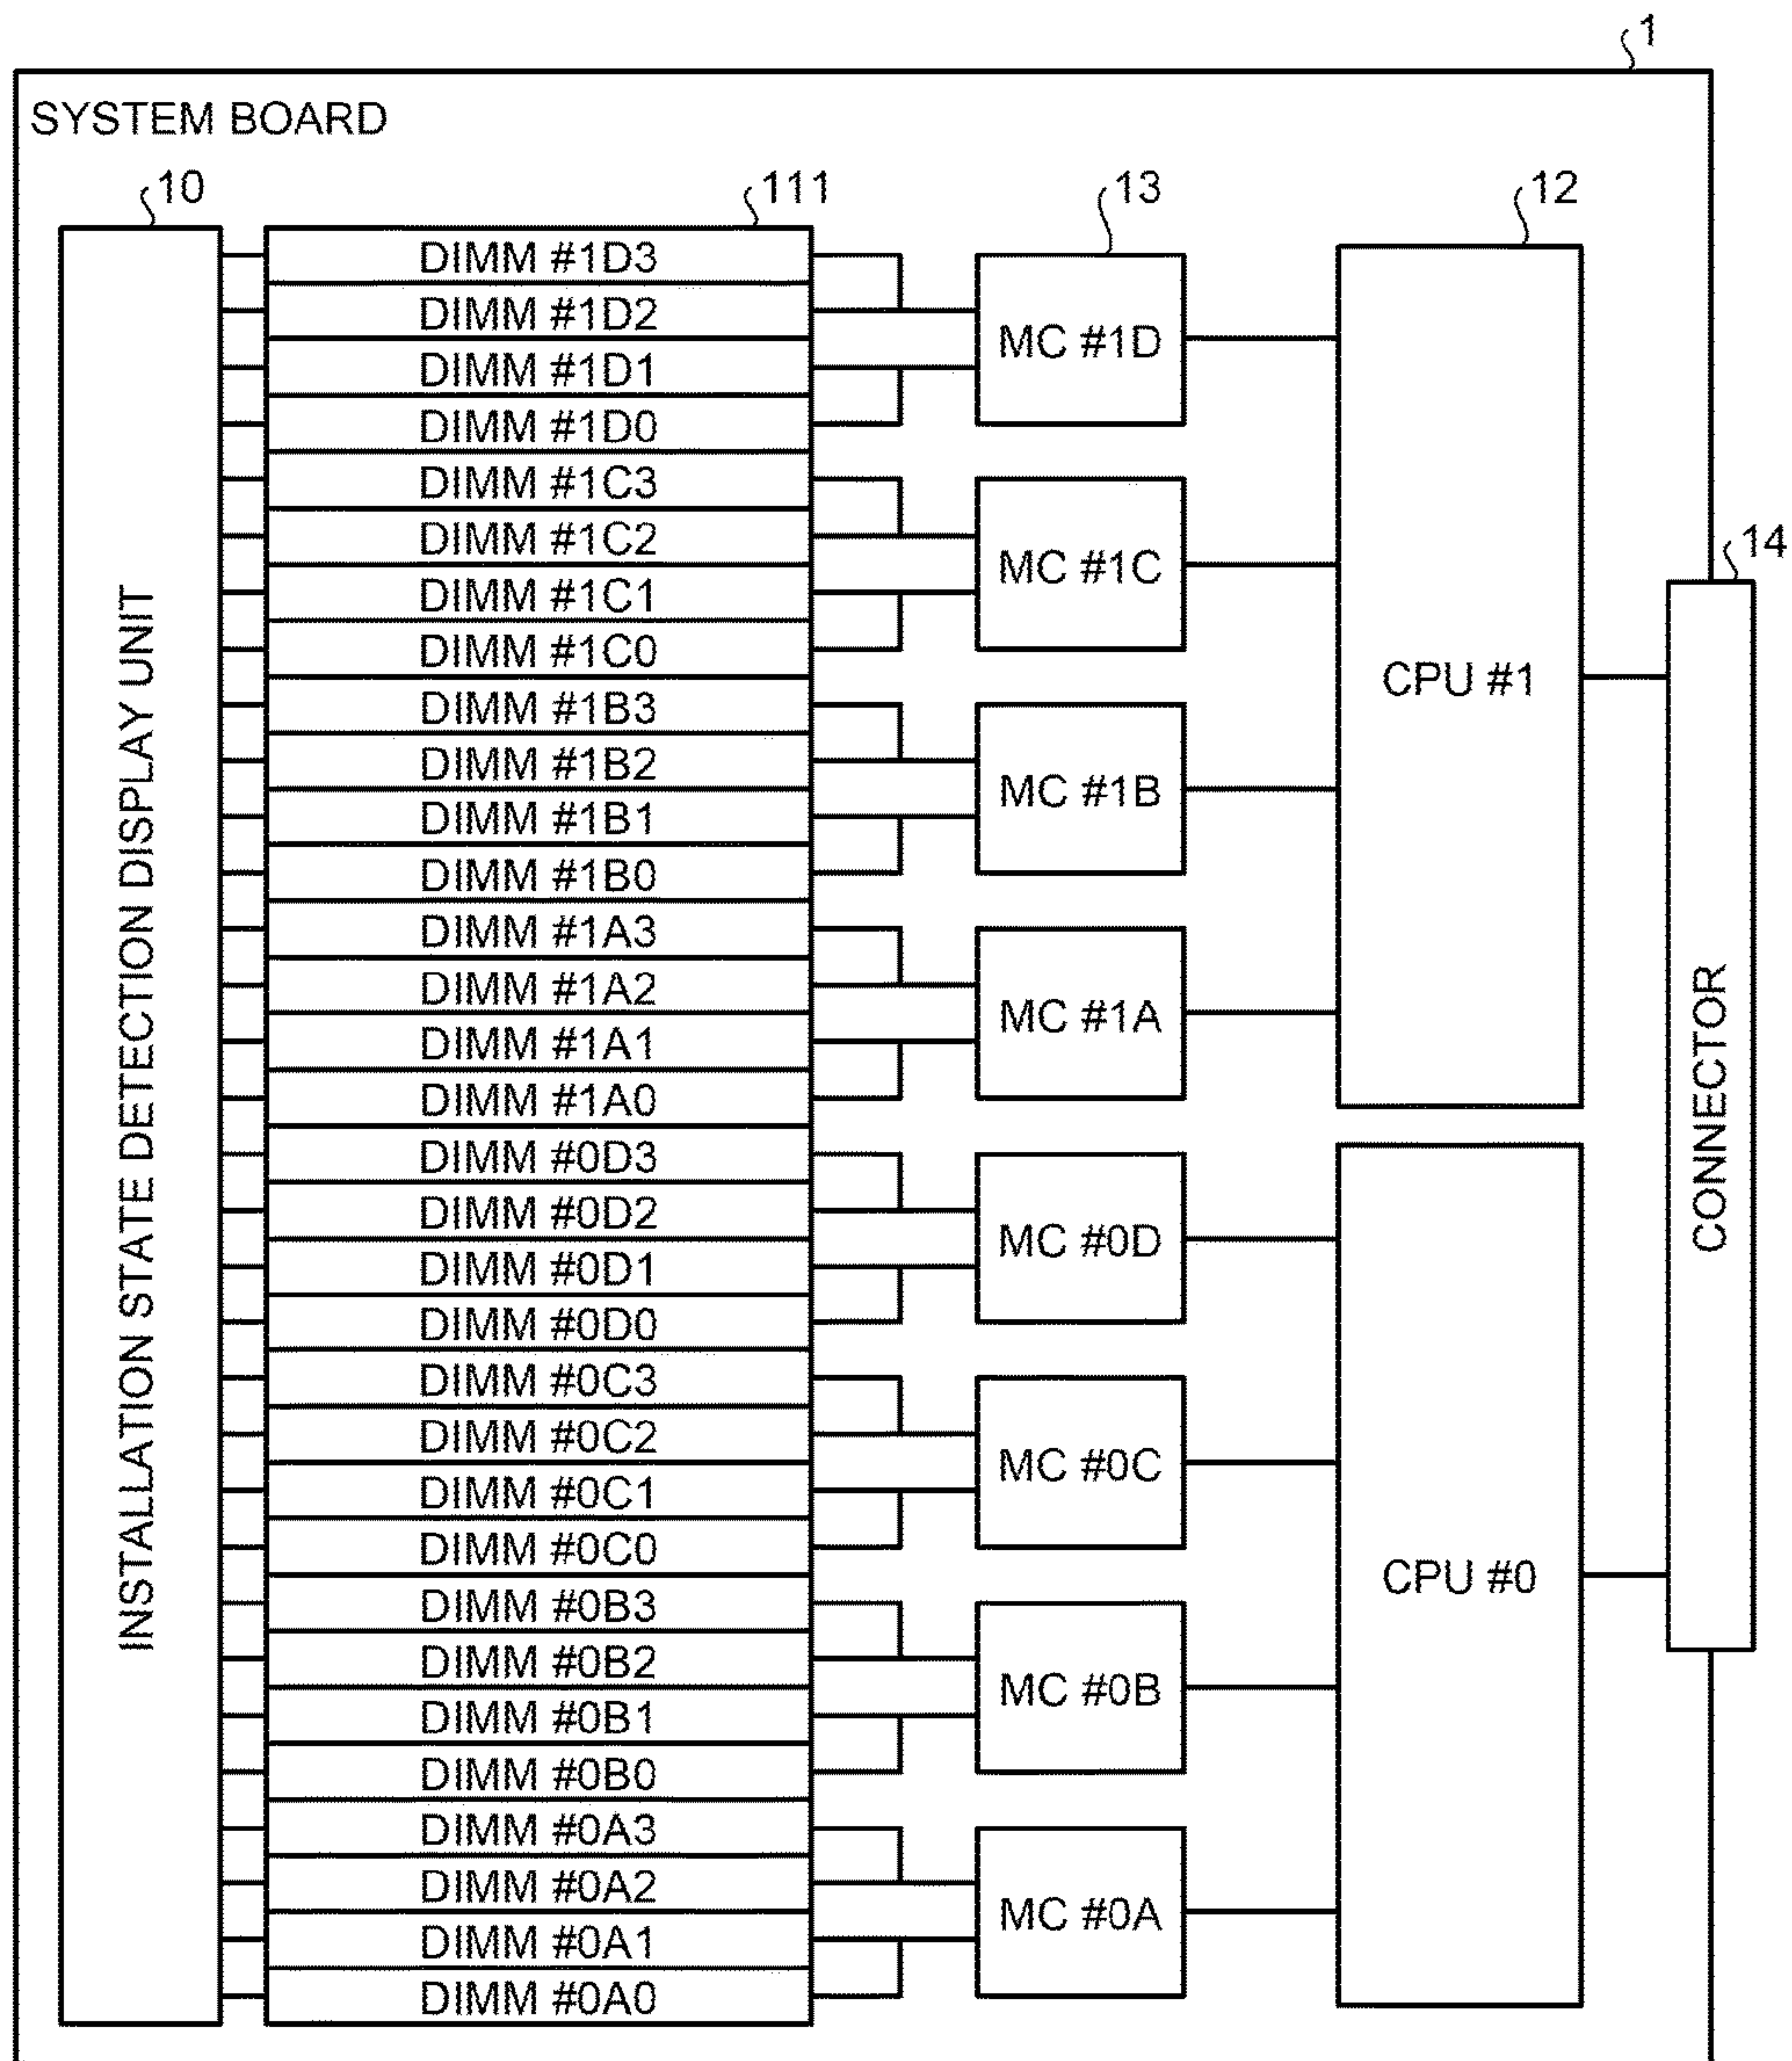 1
SYSTEM BOARD
10
111
13
12
14
INSTALLATION STATE DETECTION DISPLAY UNIT
DIMM #1D3
DIMM #1D2
DIMM #1D1
DIMM #1D0
DIMM #1C3
DIMM #1C2
DIMM #1C1
DIMM #1C0
DIMM #1B3
DIMM #1B2
DIMM #1B1
DIMM #1B0
DIMM #1A3
DIMM #1A2
DIMM #1A1
DIMM #1A0
DIMM #0D3
DIMM #0D2
DIMM #0D1
DIMM #0D0
DIMM #0C3
DIMM #0C2
DIMM #0C1
DIMM #0C0
DIMM #0B3
DIMM #0B2
DIMM #0B1
DIMM #0B0
DIMM #0A3
DIMM #0A2
DIMM #0A1
DIMM #0A0
MC #1D
MC #1C
MC #1B
MC #1A
MC #0D
MC #0C
MC #0B
MC #0A
CPU #1
CPU #0
CONNECTOR